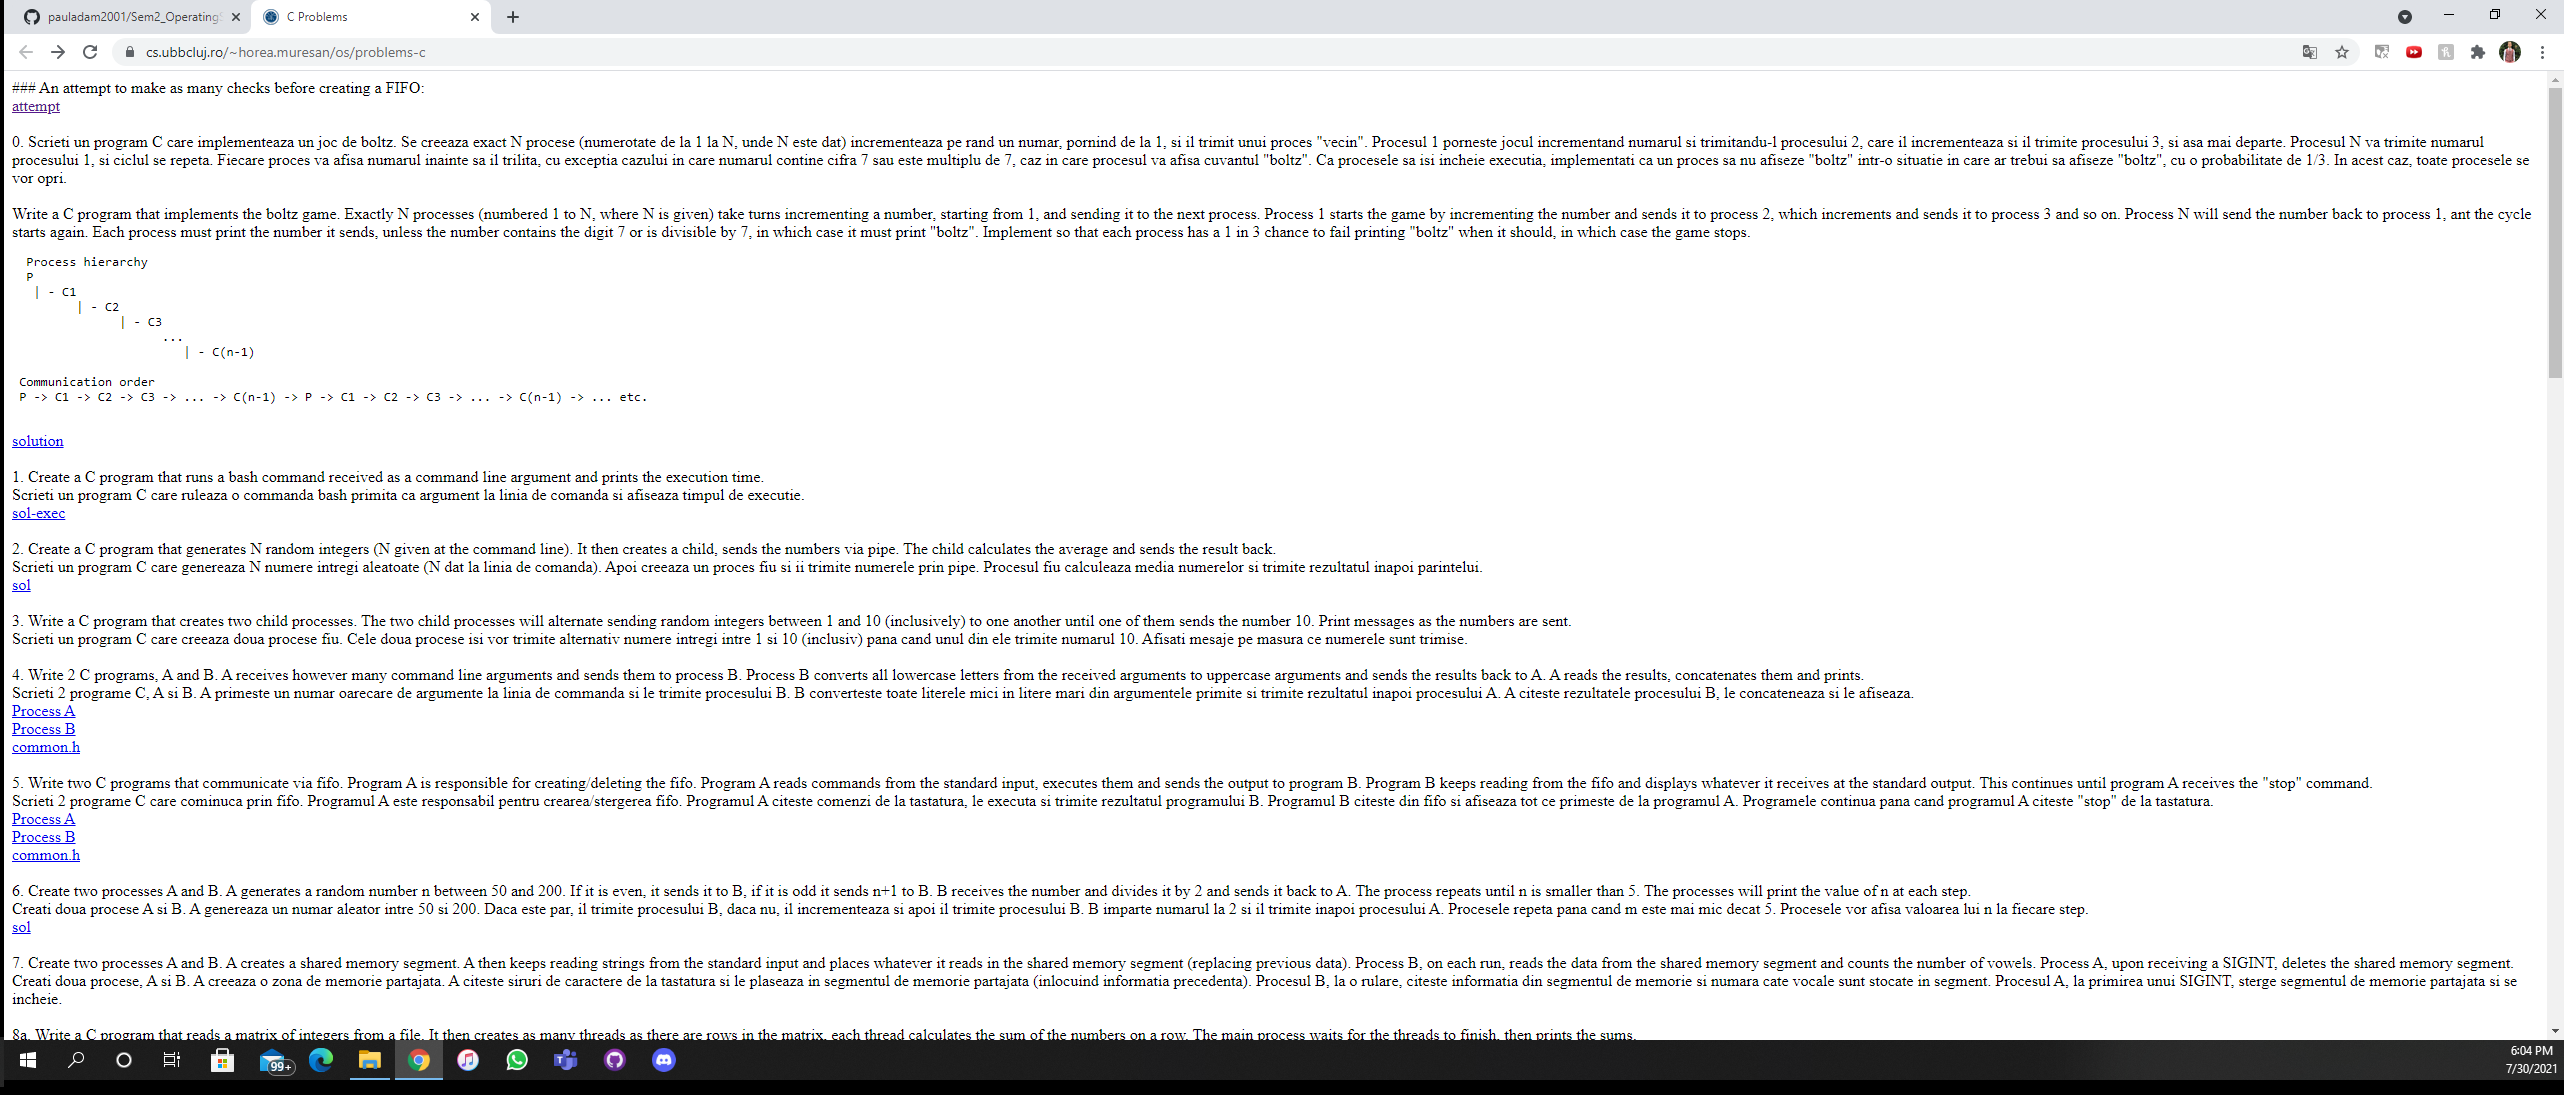 pauladam2001/Sem2_Operating
C Problems
cs.ubbcluj.ro/~horea.muresan/os/problems-c
### An attempt to make as many checks before creating a FIFO:
attempt
0. Scrieti un program C care implementeaza un joc de boltz. Se creeaza exact N procese (numerotate de la 1 la N, unde N este dat) incrementeaza pe rand un numar, pornind de la 1, si il trimit unui proces "vecin". Procesul 1 porneste jocul incrementand numarul si trimitandu-l procesului 2, care il incrementeaza si il trimite procesului 3, si asa mai departe. Procesul N va trimite numarul
procesului 1, si ciclul se repeta. Fiecare proces va afisa numarul inainte sa il trilita, cu exceptia cazului in care numarul contine cifra 7 sau este multiplu de 7, caz in care procesul va afisa cuvantul "boltz". Ca procesele sa isi incheie executia, implementati ca un proces sa nu afiseze "boltz" intr-o situatie in care ar trebui sa afiseze "boltz", cu o probabilitate de 1/3. In acest caz, toate procesele se
vor opri.
Write a C program that implements the boltz game. Exactly N processes (numbered 1 to N, where N is given) take turns incrementing a number, starting from 1, and sending it to the next process. Process 1 starts the game by incrementing the number and sends it to process 2, which increments and sends it to process 3 and so on. Process N will send the number back to process 1, ant the cycle
starts again. Each process must print the number it sends, unless the number contains the digit 7 or is divisible by 7, in which case it must print "boltz". Implement so that each process has a 1 in 3 chance to fail printing "boltz" when it should, in which case the game stops.
Process hierarchy
P
| - C1
| - C2
| - C3
...
| - C(n-1)
Communication order
P -> C1 -> C2 -> C3 -> ... -> C(n-1) -> P -> C1 -> C2 -> C3 -> ... -> C(n-1) -> ... etc.
solution
1. Create a C program that runs a bash command received as a command line argument and prints the execution time.
Scrieti un program C care ruleaza o commanda bash primita ca argument la linia de comanda si afiseaza timpul de executie.
sol-exec
2. Create a C program that generates N random integers (N given at the command line). It then creates a child, sends the numbers via pipe. The child calculates the average and sends the result back.
Scrieti un program C care genereaza N numere intregi aleatoate (N dat la linia de comanda). Apoi creeaza un proces fiu si ii trimite numerele prin pipe. Procesul fiu calculeaza media numerelor si trimite rezultatul inapoi parintelui.
sol
3. Write a C program that creates two child processes. The two child processes will alternate sending random integers between 1 and 10 (inclusively) to one another until one of them sends the number 10. Print messages as the numbers are sent.
Scrieti un program C care creeaza doua procese fiu. Cele doua procese isi vor trimite alternativ numere intregi intre 1 si 10 (inclusiv) pana cand unul din ele trimite numarul 10. Afisati mesaje pe masura ce numerele sunt trimise.
4. Write 2 C programs, A and B. A receives however many command line arguments and sends them to process B. Process B converts all lowercase letters from the received arguments to uppercase arguments and sends the results back to A. A reads the results, concatenates them and prints.
Scrieti 2 programe C, A si B. A primeste un numar oarecare de argumente la linia de commanda si le trimite procesului B. B converteste toate literele mici in litere mari din argumentele primite si trimite rezultatul inapoi procesului A. A citeste rezultatele procesului B, le concateneaza si le afiseaza.
Process A
Process B
common.h
5. Write two C programs that communicate via fifo. Program A is responsible for creating/deleting the fifo. Program A reads commands from the standard input, executes them and sends the output to program B. Program B keeps reading from the fifo and displays whatever it receives at the standard output. This continues until program A receives the "stop" command.
Scrieti 2 programe C care cominuca prin fifo. Programul A este responsabil pentru crearea/stergerea fifo. Programul A citeste comenzi de la tastatura, le executa si trimite rezultatul programului B. Programul B citeste din fifo si afiseaza tot ce primeste de la programul A. Programele continua pana cand programul A citeste "stop" de la tastatura.
Process A
Process B
common.h
6. Create two processes A and B. A generates a random number n between 50 and 200. If it is even, it sends it to B, if it is odd it sends n+1 to B. B receives the number and divides it by 2 and sends it back to A. The process repeats until n is smaller than 5. The processes will print the value of n at each step.
Creati doua procese A si B. A genereaza un numar aleator intre 50 si 200. Daca este par, il trimite procesului B, daca nu, il incrementeaza si apoi il trimite procesului B. B imparte numarul la 2 si il trimite inapoi procesului A. Procesele repeta pana cand m este mai mic decat 5. Procesele vor afisa valoarea lui n la fiecare step.
sol
7. Create two processes A and B. A creates a shared memory segment. A then keeps reading strings from the standard input and places whatever it reads in the shared memory segment (replacing previous data). Process B, on each run, reads the data from the shared memory segment and counts the number of vowels. Process A, upon receiving a SIGINT, deletes the shared memory segment.
Creati doua procese, A si B. A creeaza o zona de memorie partajata. A citeste siruri de caractere de la tastatura si le plaseaza in segmentul de memorie partajata (inlocuind informatia precedenta). Procesul B, la o rulare, citeste informatia din segmentul de memorie si numara cate vocale sunt stocate in segment. Procesul A, la primirea unui SIGINT, sterge segmentul de memorie partajata si se
incheie.
8a. Write a C program that reads a matrix of integers from a file. It then creates as many threads as there are rows in the matrix, each thread calculates the sum of the numbers on a row. The main process waits for the threads to finish, then prints the sums.
99+
6:04 PM
7/30/2021